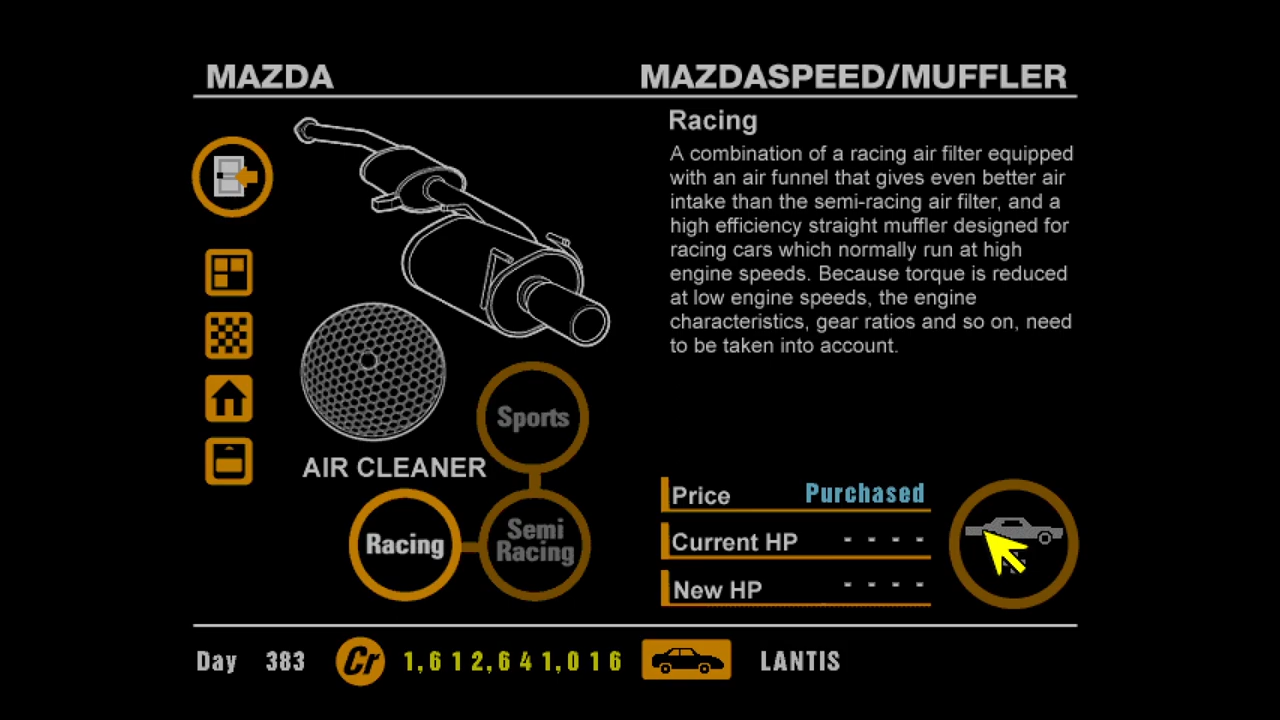 MAZDA
MAZDASPEED/MUFFLER
Racing
A combination of a racing air filter equipped
with an air funnel that gives even better air
intake than the semi-racing air filter, and a
high efficiency straight muffler designed for
racing cars which normally run at high
engine speeds. Because torque is reduced
at low engine speeds, the engine
characteristics, gear ratios and so on, need
to be taken into account.
Sports
AIR CLEANER
Racing
Semi
Racing
Price Purchased
Current HP - - - -
New HP - - - -
Day 383 Cr 1,612,641,016 LANTIS